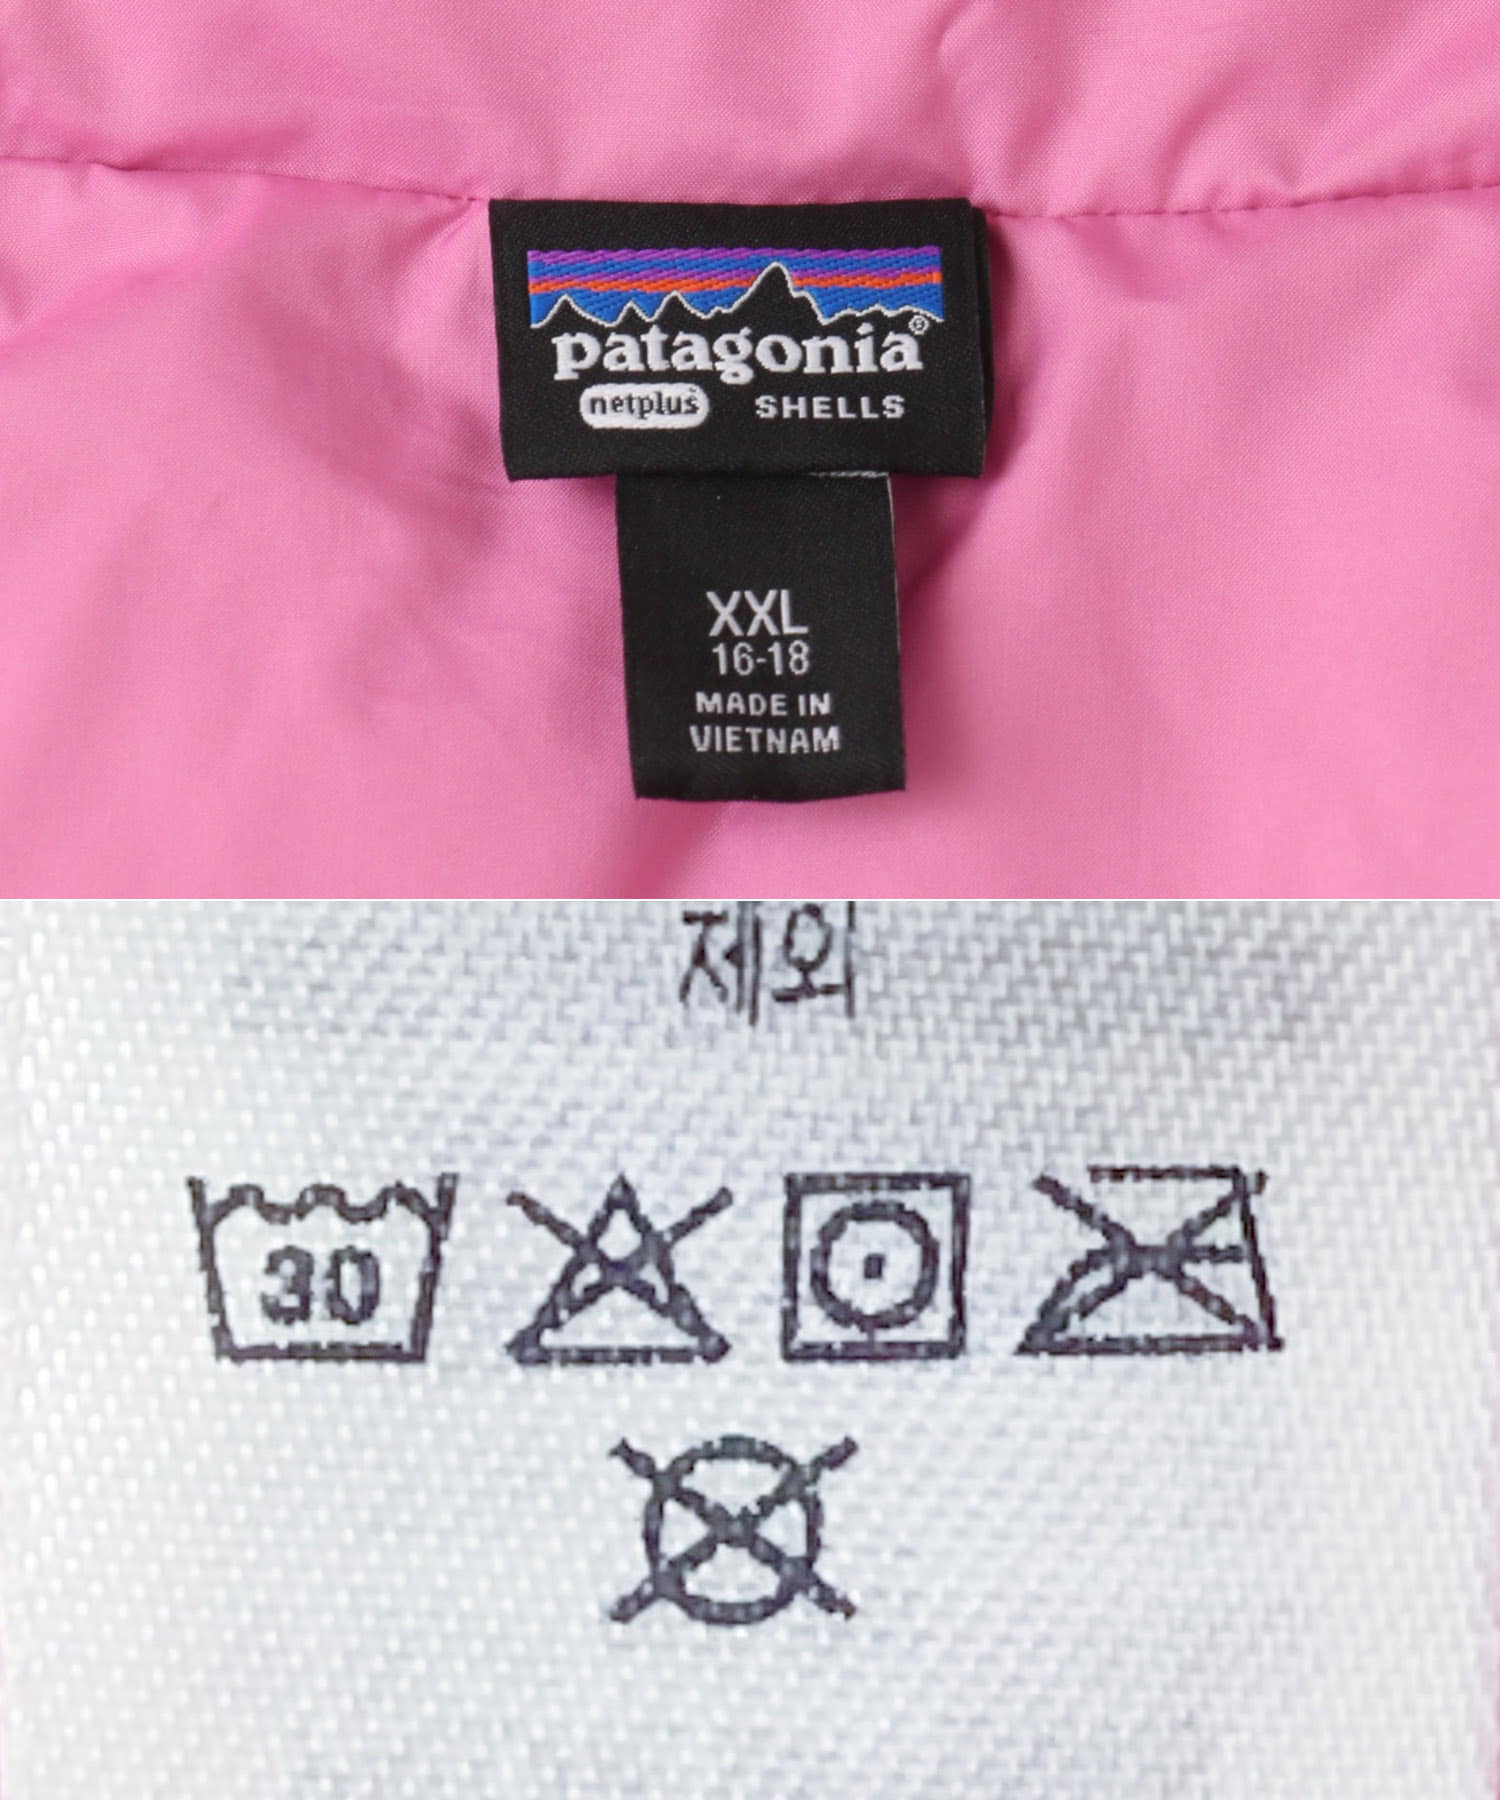 patagonia®
netplus® SHELLS
XXL
16-18
MADE IN
VIETNAM
제외
30